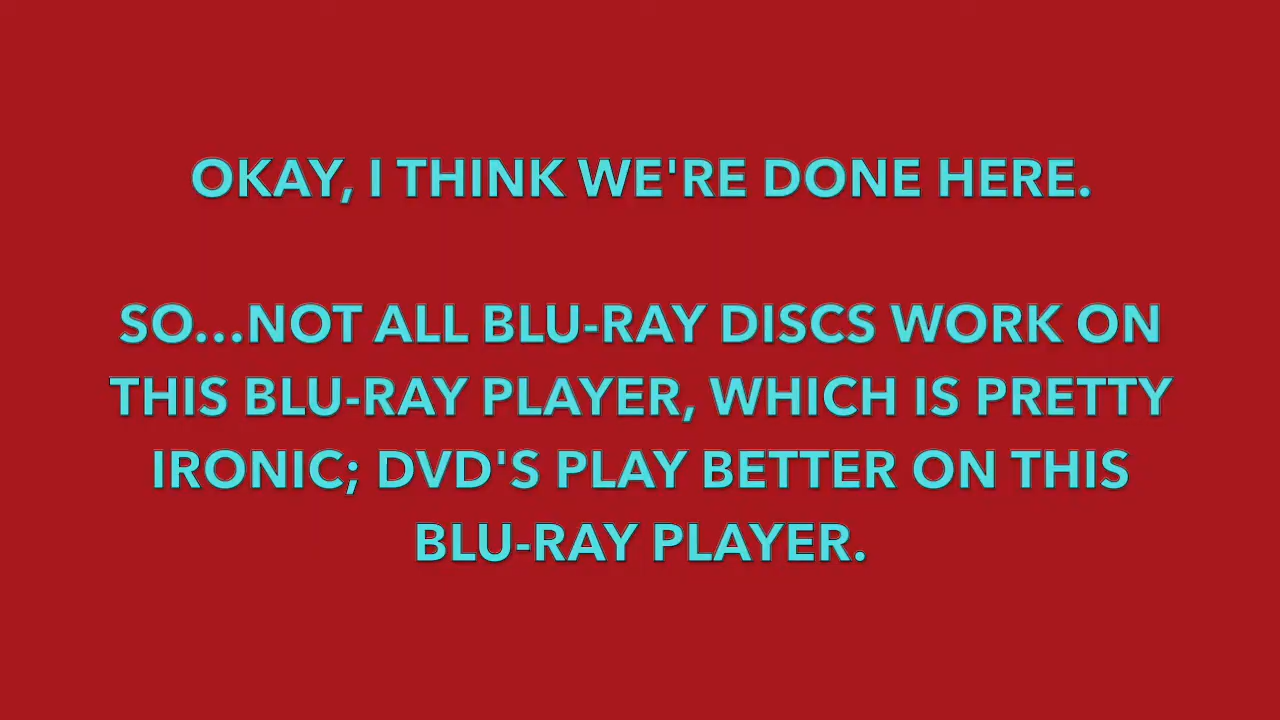 OKAY, I THINK WE'RE DONE HERE.
SO...NOT ALL BLU-RAY DISCS WORK ON
THIS BLU-RAY PLAYER, WHICH IS PRETTY
IRONIC; DVD'S PLAY BETTER ON THIS
BLU-RAY PLAYER.